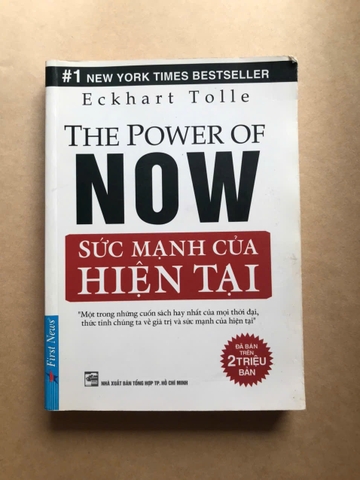 #1 NEW YORK TIMES BESTSELLER
Eckhart Tolle
THE POWER OF
NOW
SỨC MẠNH CỦA
HIỆN TẠI
"Một trong những cuốn sách hay nhất của mọi thời đại,
thức tỉnh chúng ta về giá trị và sức mạnh của hiện tại"
ĐÃ BÁN
TRÊN
2 TRIỆU
BẢN
First News
NHÀ XUẤT BẢN TỔNG HỢP TP. HỒ CHÍ MINH